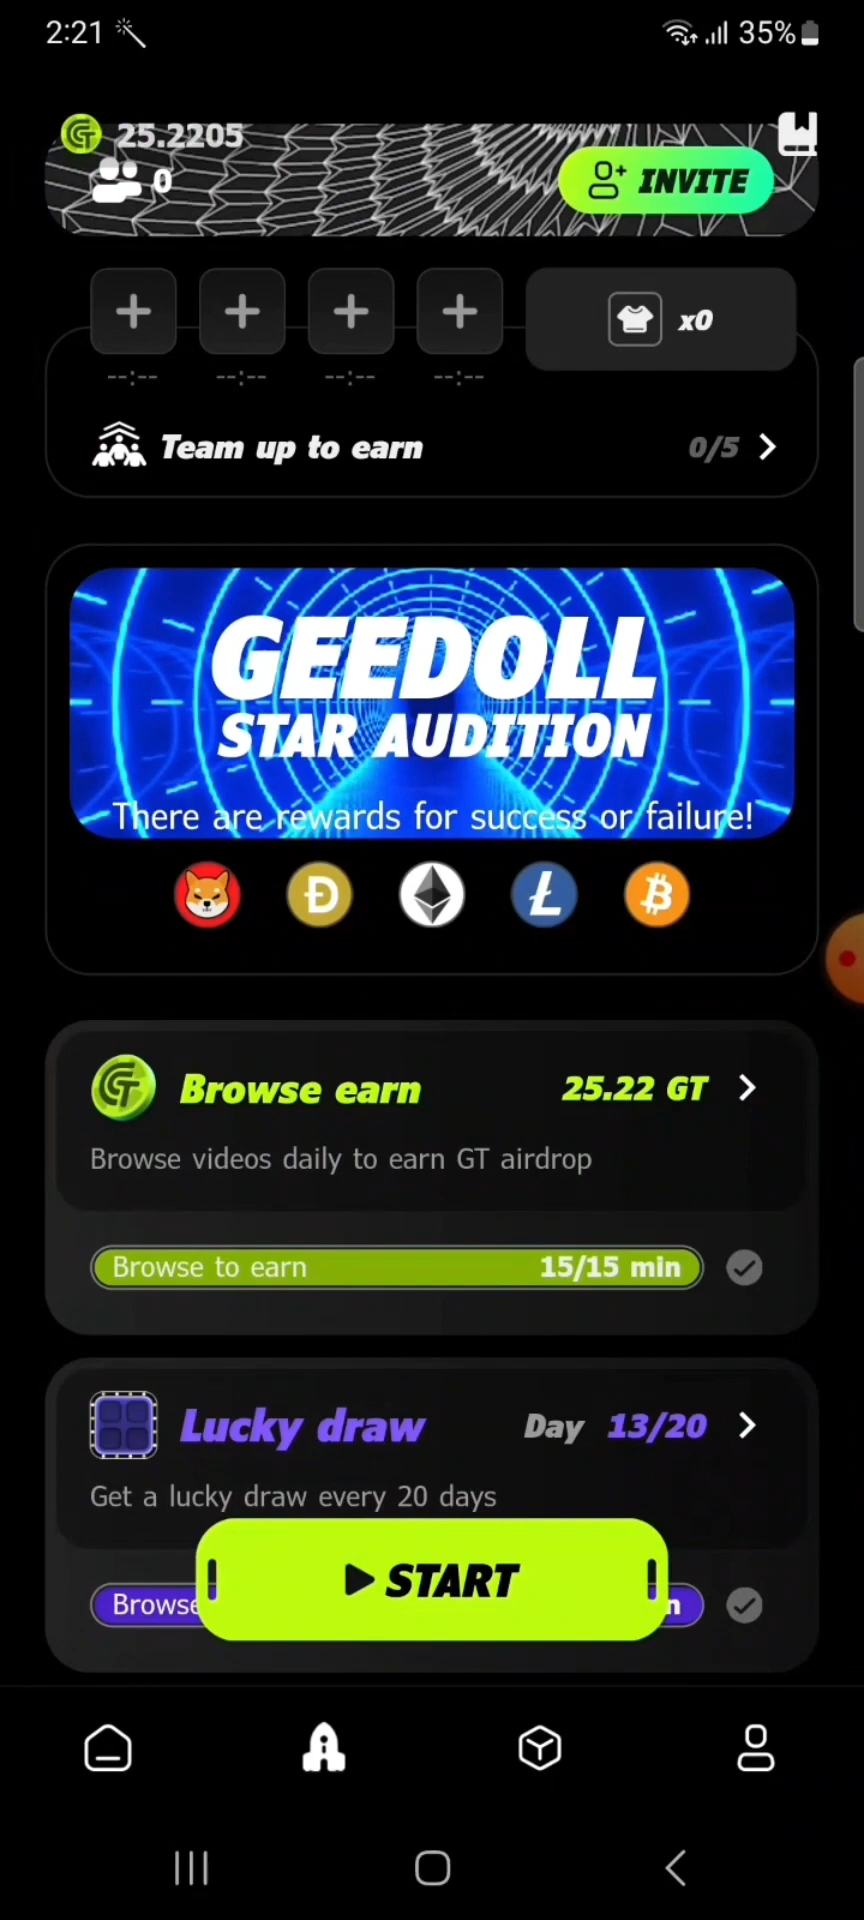 2:21
35%
25.2205
0
INVITE
x0
--:-- --:-- --:-- --:--
Team up to earn 0/5
GEEDOLL
STAR AUDITION
There are rewards for success or failure!
Browse earn 25.22 GT
Browse videos daily to earn GT airdrop
Browse to earn 15/15 min
Lucky draw Day 13/20
Get a lucky draw every 20 days
START
Browse